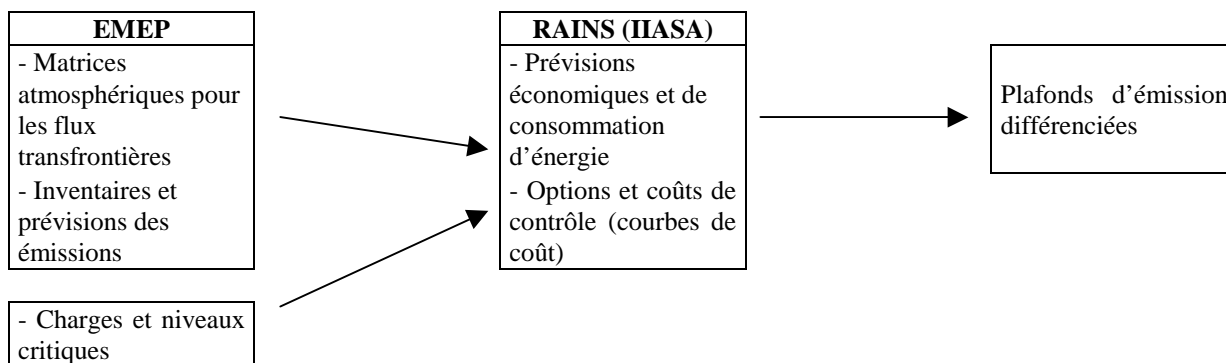 EMEP
- Matrices
atmosphériques pour
les flux
transfrontières
- Inventaires et
prévisions des
émissions
- Charges et niveaux
critiques
RAINS (IIASA)
- Prévisions
économiques et de
consommation
d’énergie
- Options et coûts de
contrôle (courbes de
coût)
Plafonds d’émission
différenciées